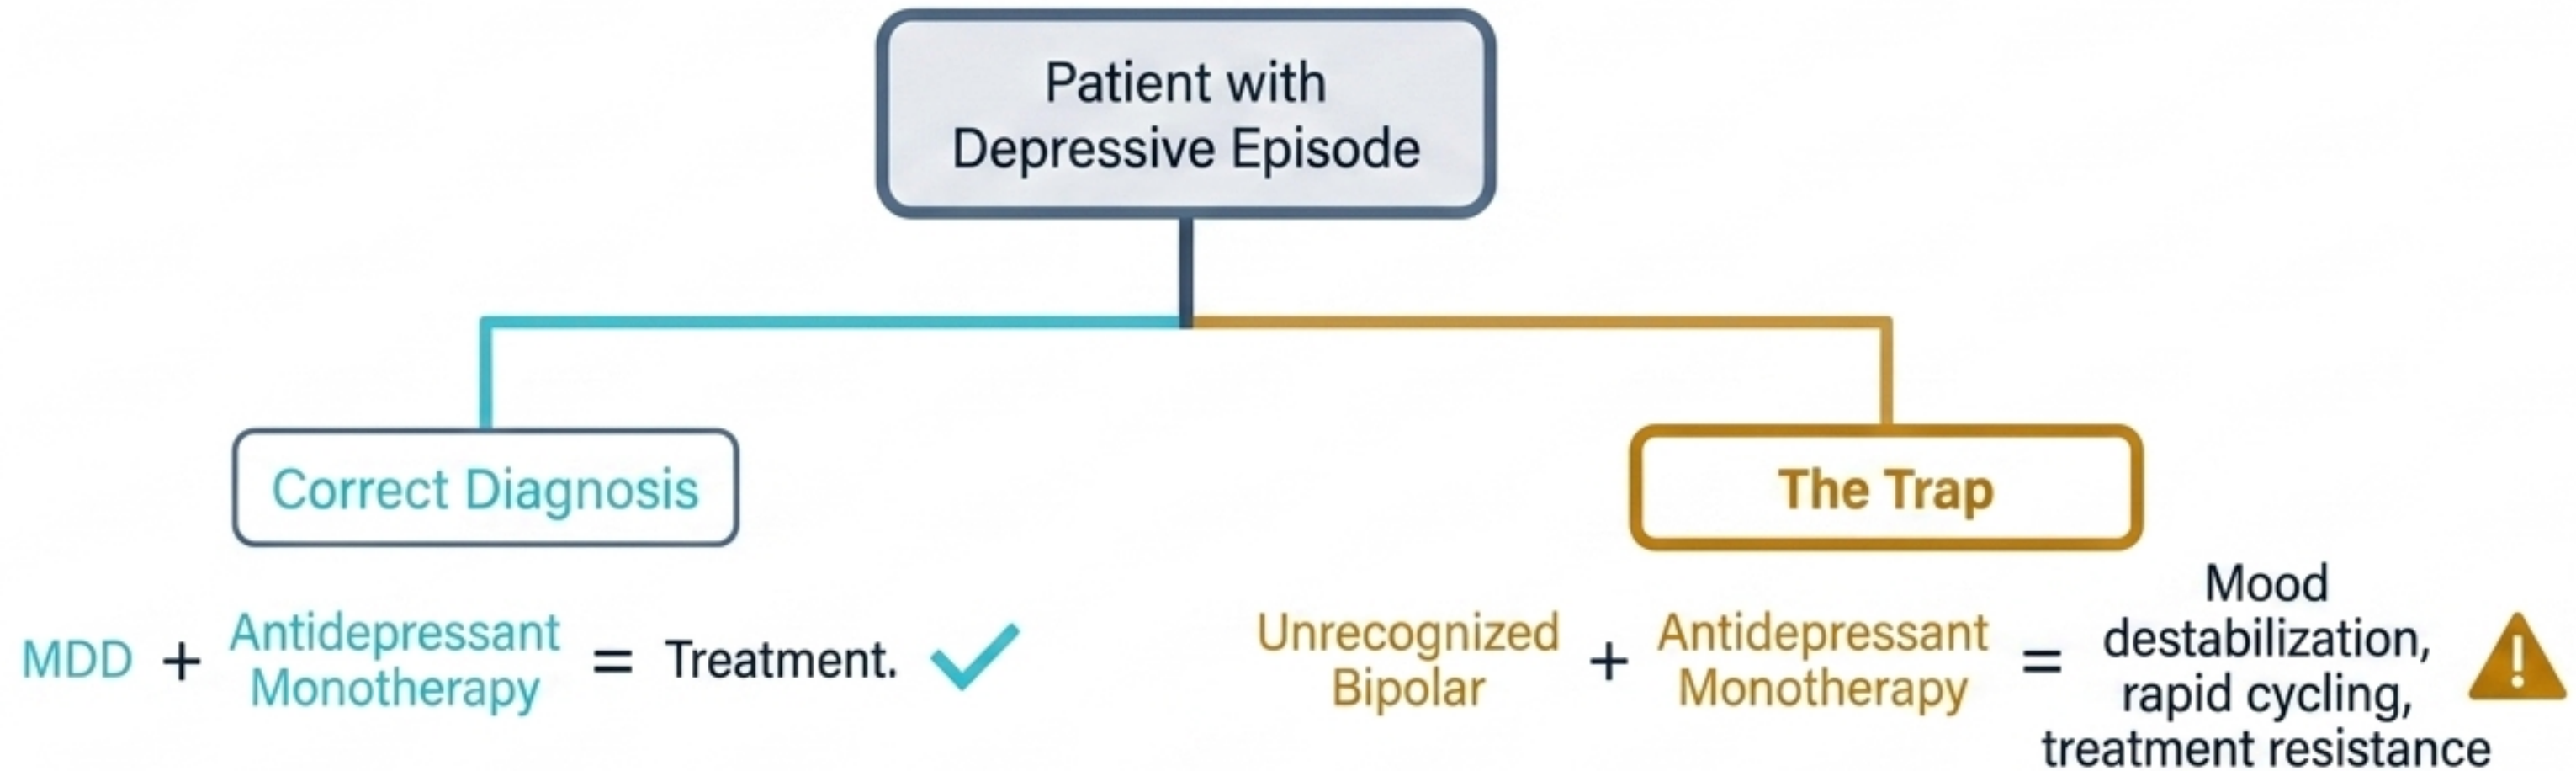 Patient with
Depressive Episode
Correct Diagnosis
The Trap
MDD + Antidepressant
Monotherapy = Treatment.
Unrecognized
Bipolar + Antidepressant
Monotherapy = Mood
destabilization,
rapid cycling,
treatment resistance